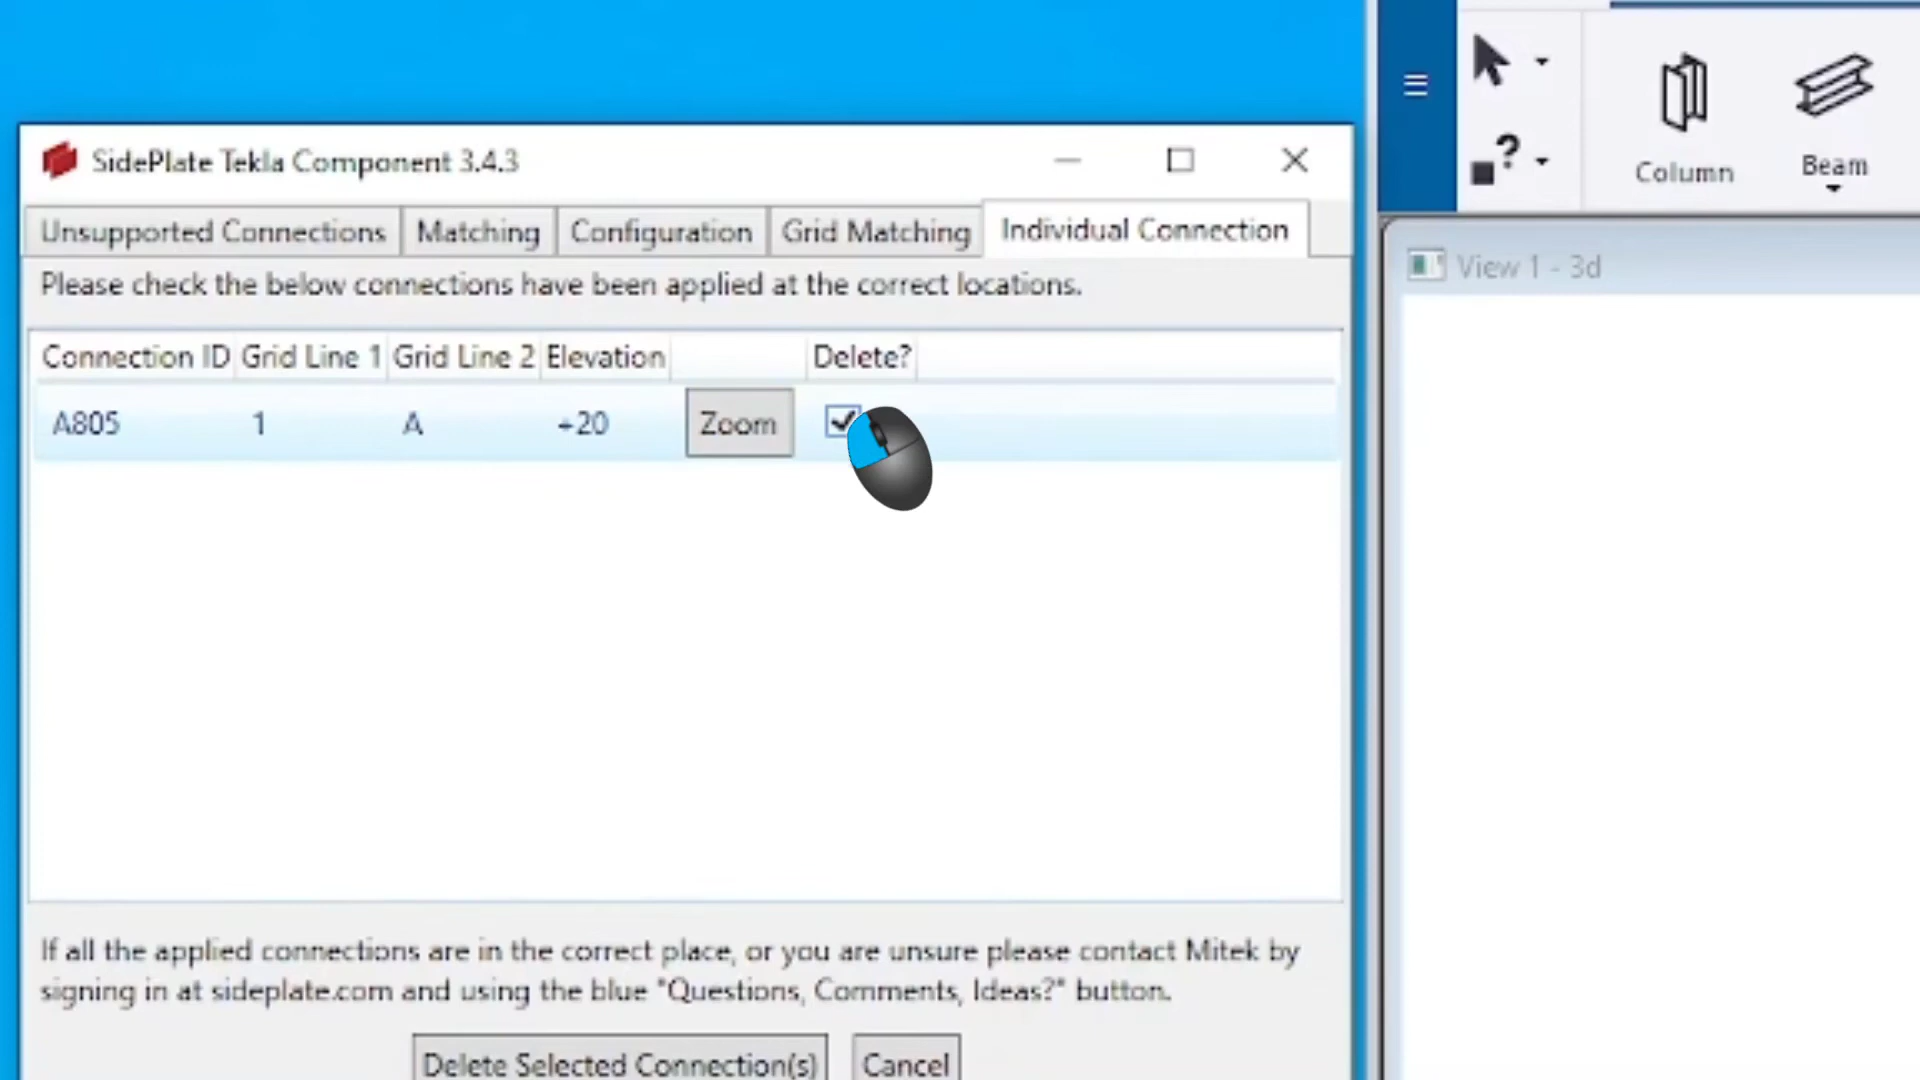 SidePlate Tekla Component 3.4.3
Unsupported Connections Matching Configuration Grid Matching Individual Connection
Please check the below connections have been applied at the correct locations.
Connection ID Grid Line 1 Grid Line 2 Elevation Delete?
A805 1 A +20 Zoom
If all the applied connections are in the correct place, or you are unsure please contact Mitek by
signing in at sideplate.com and using the blue "Questions, Comments, Ideas?" button.
Delete Selected Connection(s) Cancel
?
Column Beam
View 1 - 3d